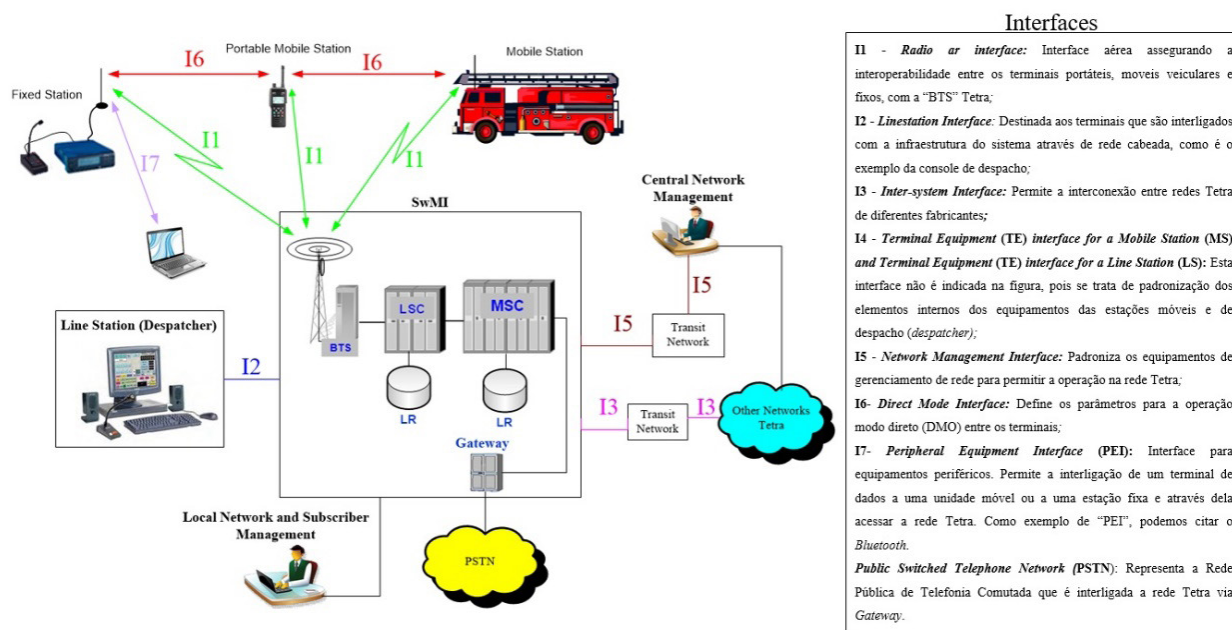 Interfaces
Portable Mobile Station
Mobile Station
I6
I6
Fixed Station
I1
I1
I1
I7
SwMI
Central Network
Management
LSC
MSC
BTS
LR
LR
I5
I5
Transit
Network
Line Station (Despatcher)
I2
I3
Transit
Network
I3
Other Networks
Tetra
Gateway
Local Network and Subscriber
Management
PSTN
I1 - Radio ar interface: Interface aérea assegurando a
interoperabilidade entre os terminais portáteis, moveis veiculares e
fixos, com a “BTS” Tetra;
I2 - Linestation Interface: Destinada aos terminais que são interligados
com a infraestrutura do sistema através de rede cabeada, como é o
exemplo da console de despacho;
I3 - Inter-system Interface: Permite a interconexão entre redes Tetra
de diferentes fabricantes;
I4 - Terminal Equipment (TE) interface for a Mobile Station (MS)
and Terminal Equipment (TE) interface for a Line Station (LS): Esta
interface não é indicada na figura, pois se trata de padronização dos
elementos internos dos equipamentos das estações móveis e de
despacho (despatcher);
I5 - Network Management Interface: Padroniza os equipamentos de
gerenciamento de rede para permitir a operação na rede Tetra;
I6- Direct Mode Interface: Define os parâmetros para a operação
modo direto (DMO) entre os terminais;
I7- Peripheral Equipment Interface (PEI): Interface para
equipamentos periféricos. Permite a interligação de um terminal de
dados a uma unidade móvel ou a uma estação fixa e através dela
acessar a rede Tetra. Como exemplo de “PEI”, podemos citar o
Bluetooth.
Public Switched Telephone Network (PSTN): Representa a Rede
Pública de Telefonia Comutada que é interligada a rede Tetra via
Gateway.